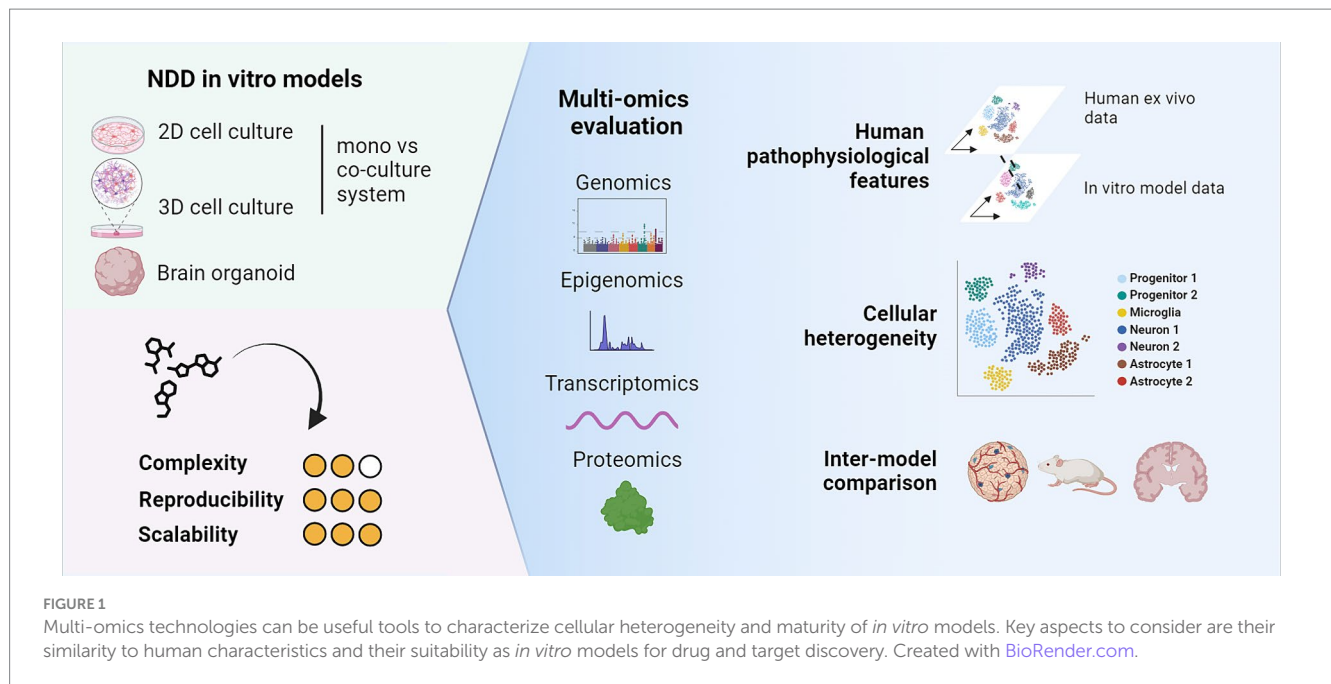 NDD in vitro models
2D cell culture
3D cell culture
mono vs
co-culture
system
Brain organoid
Complexity
Reproducibility
Scalability
Multi-omics
evaluation
Genomics
Epigenomics
Transcriptomics
Proteomics
Human
pathophysiological
features
Human ex vivo
data
In vitro model data
Cellular
heterogeneity
Progenitor 1
Progenitor 2
Microglia
Neuron 1
Neuron 2
Astrocyte 1
Astrocyte 2
Inter-model
comparison
FIGURE 1
Multi-omics technologies can be useful tools to characterize cellular heterogeneity and maturity of in vitro models. Key aspects to consider are their
similarity to human characteristics and their suitability as in vitro models for drug and target discovery. Created with BioRender.com.